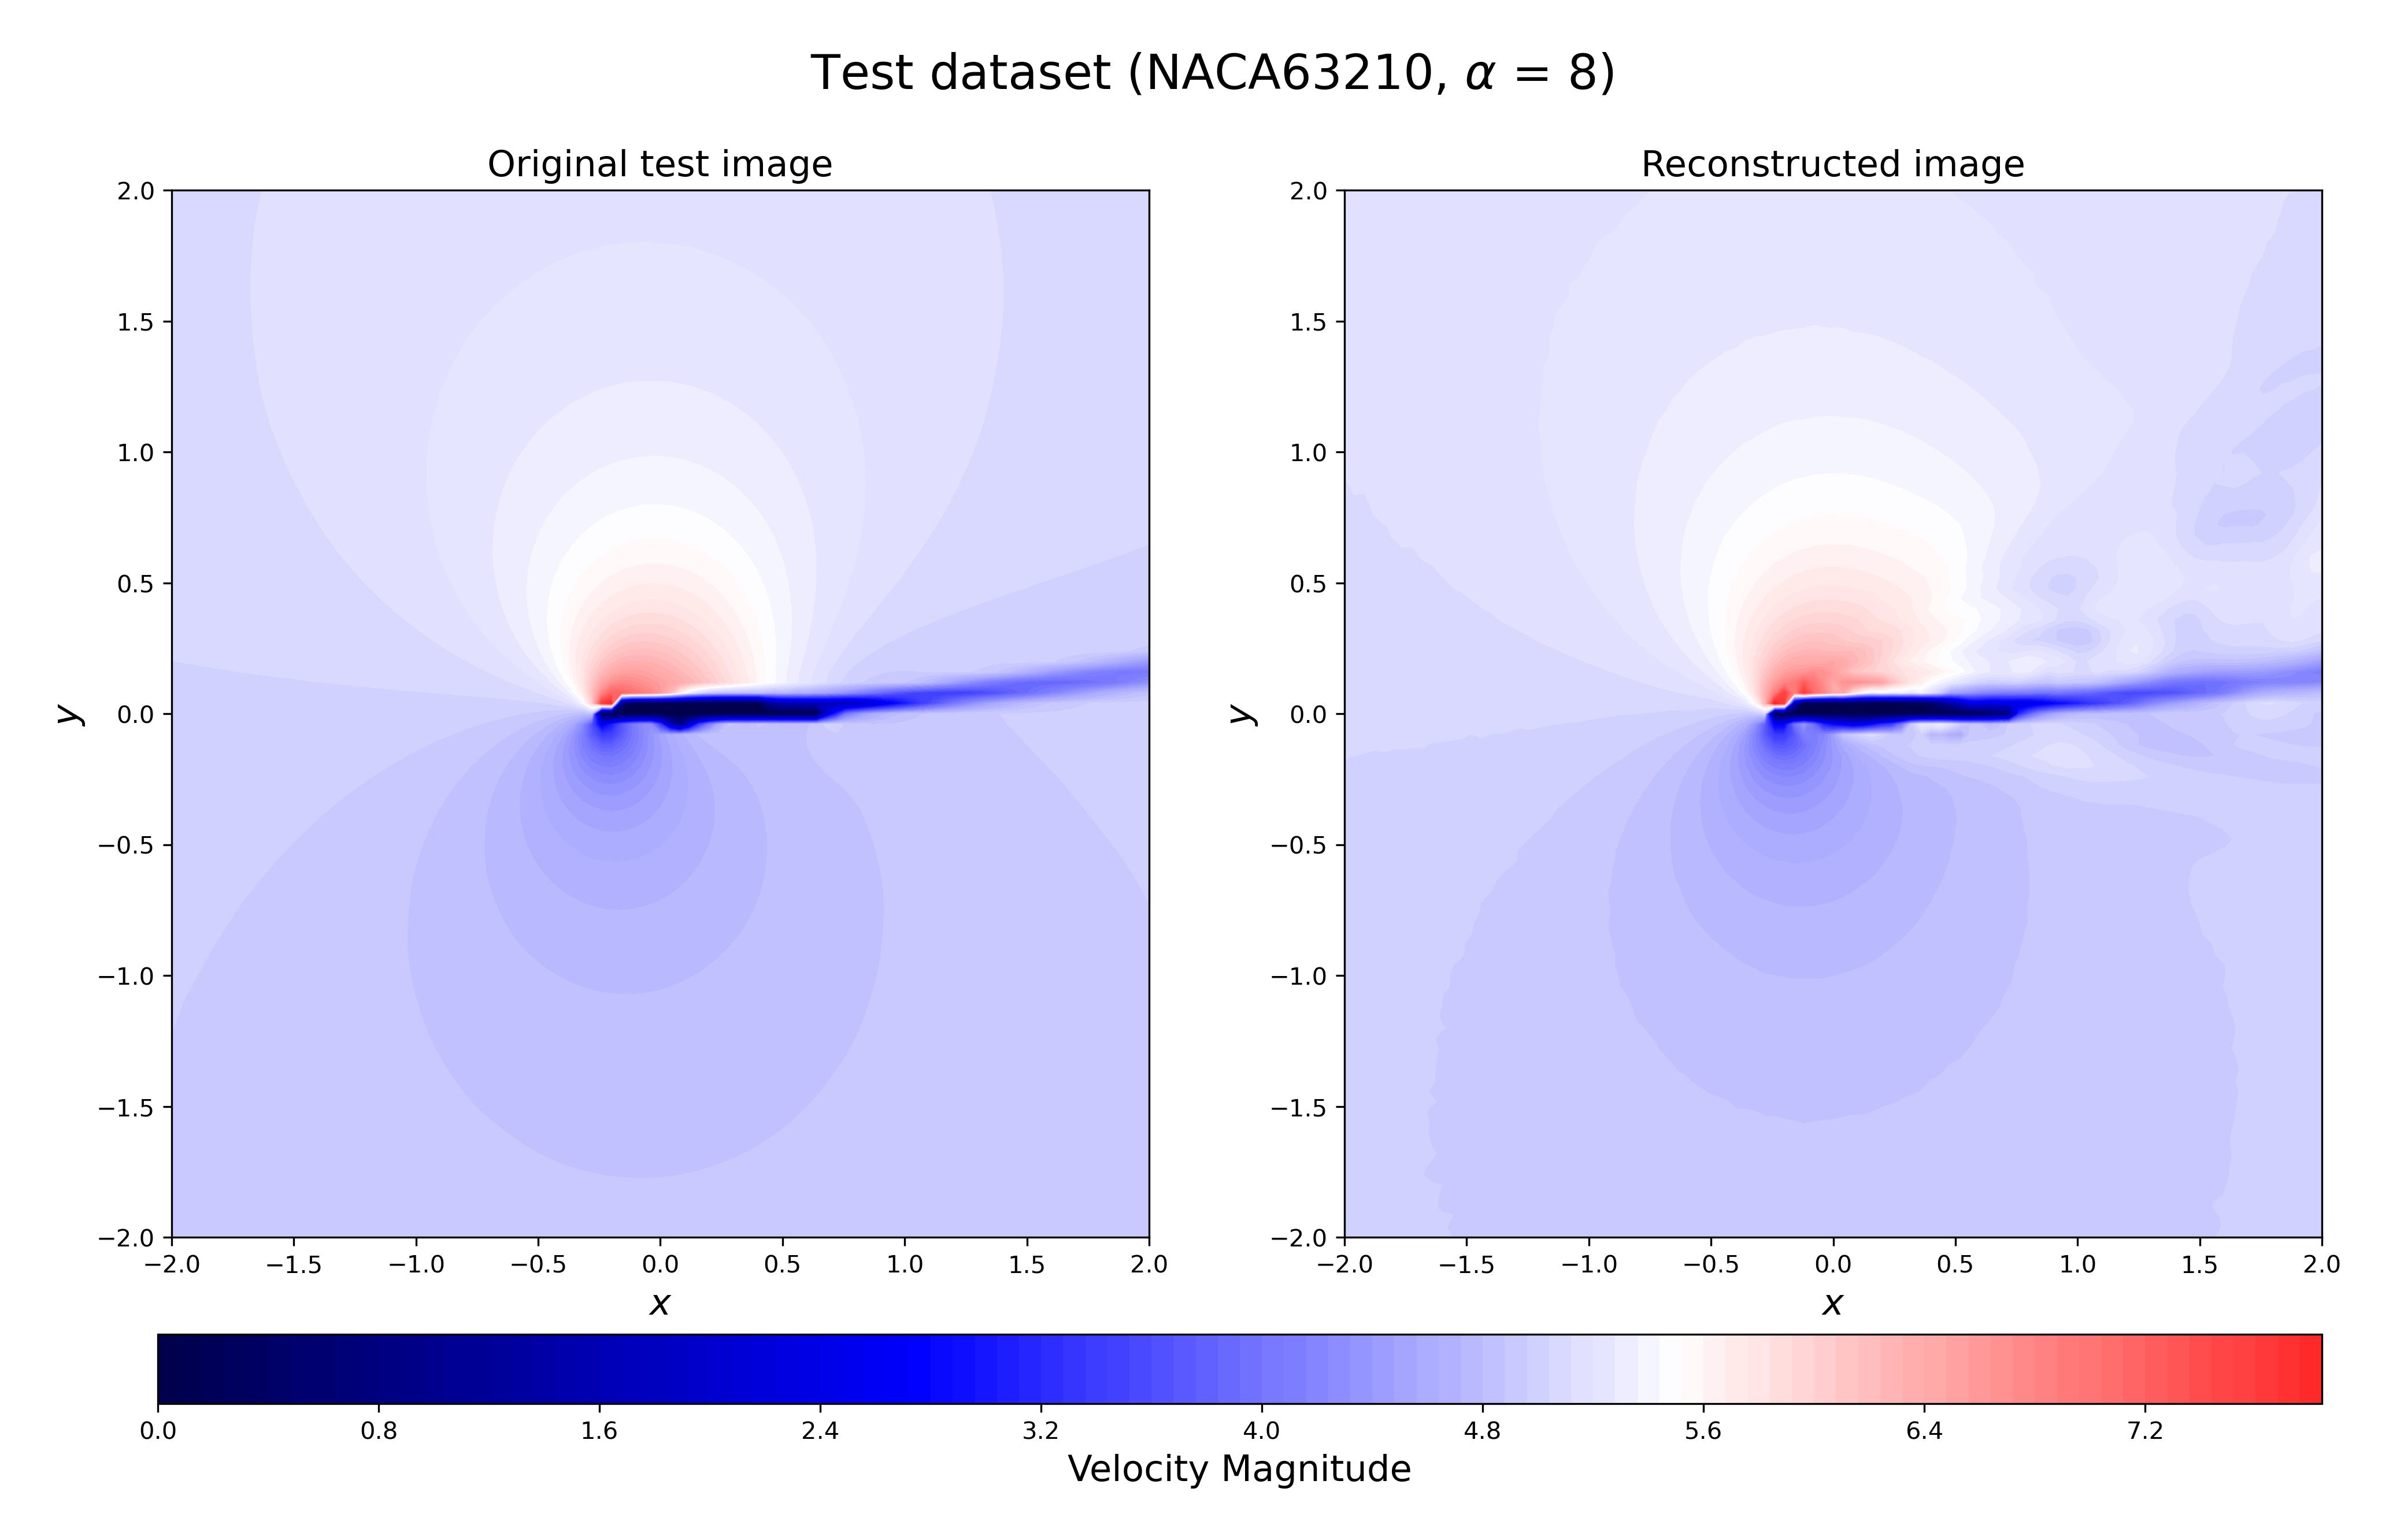 Test dataset (NACA63210, α = 8)
Original test image
2.0
1.5
1.0
0.5
0.0
−0.5
−1.0
−1.5
−2.0
y
−2.0 −1.5 −1.0 −0.5 0.0 0.5 1.0 1.5 2.0
x
Reconstructed image
2.0
1.5
1.0
0.5
0.0
−0.5
−1.0
−1.5
−2.0
y
−2.0 −1.5 −1.0 −0.5 0.0 0.5 1.0 1.5 2.0
x
0.0 0.8 1.6 2.4 3.2 4.0 4.8 5.6 6.4 7.2
Velocity Magnitude